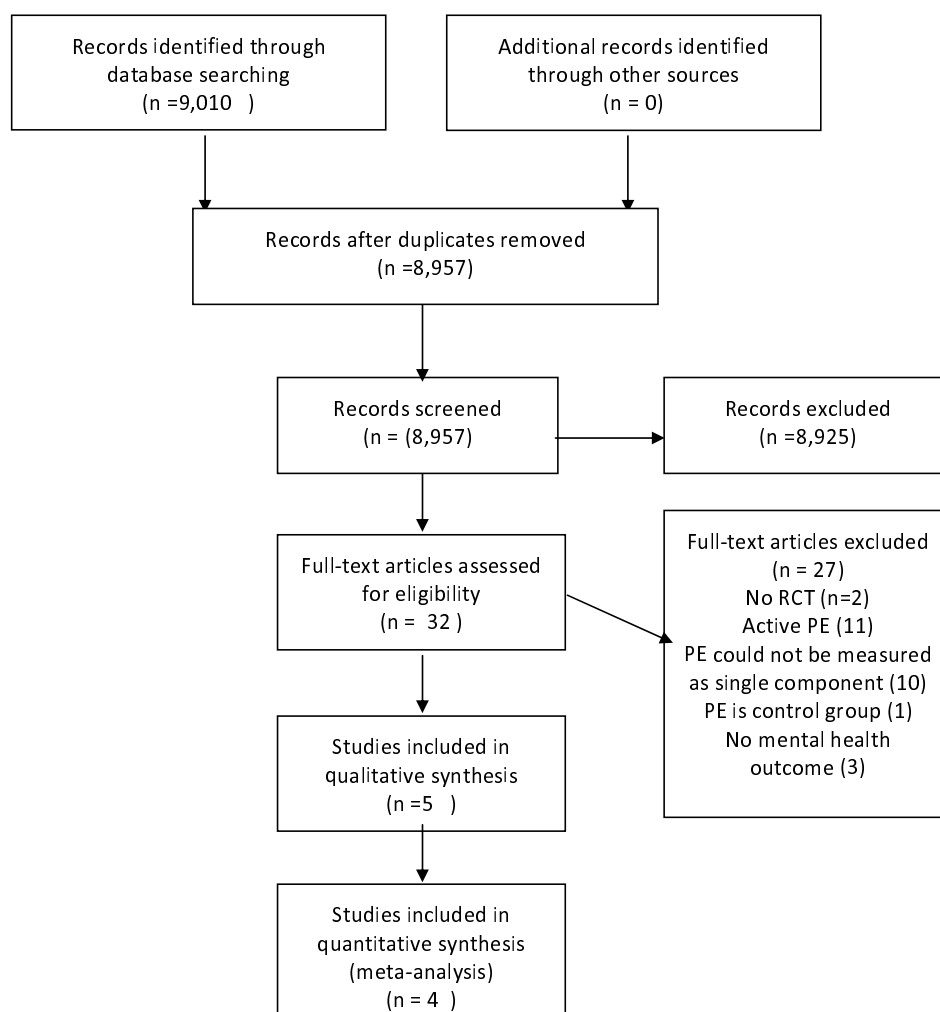 Records identified through
database searching
(n =9,010   )
Additional records identified
through other sources
(n = 0)
Records after duplicates removed
(n =8,957)
Records screened
(n = (8,957)
Records excluded
(n =8,925)
Full-text articles assessed
for eligibility
(n =  32 )
Full-text articles excluded
(n = 27)
No RCT (n=2)
Active PE (11)
PE could not be measured
as single component (10)
PE is control group (1)
No mental health
outcome (3)
Studies included in
qualitative synthesis
(n =5   )
Studies included in
quantitative synthesis
(meta-analysis)
(n = 4  )